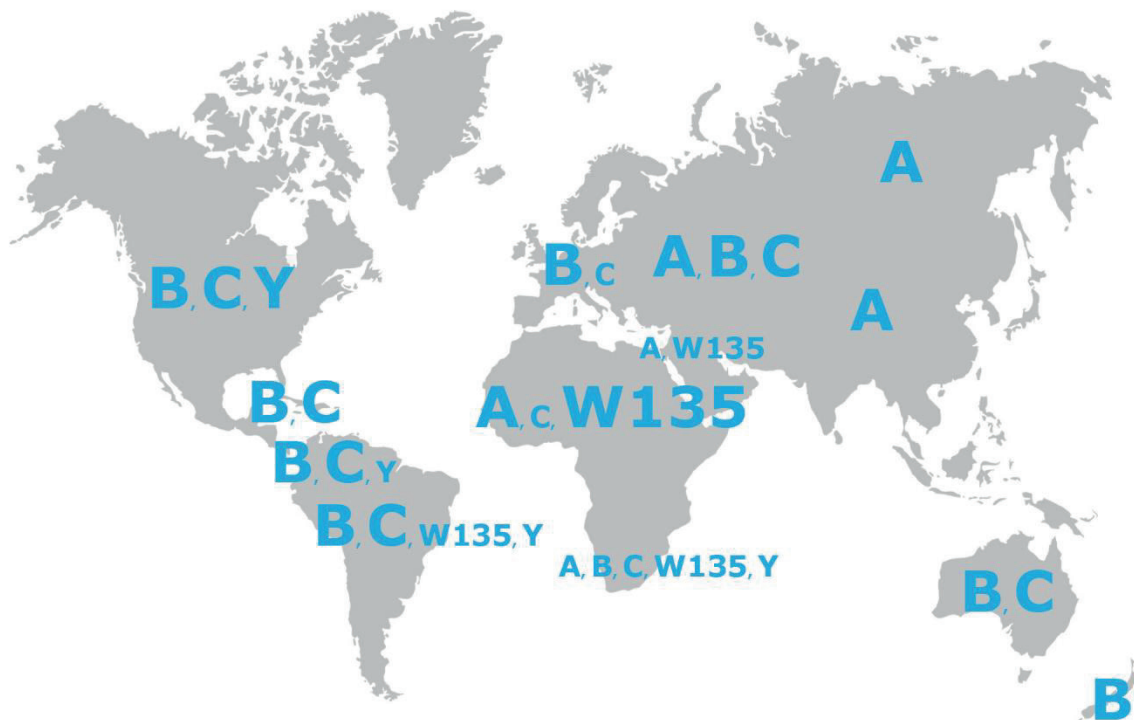 A
B, C
A, B, C
B, C, Y
A
A, W135
B, C
A, C, W135
B, C, Y
B, C, W135, Y
A, B, C, W135, Y
B, C
B